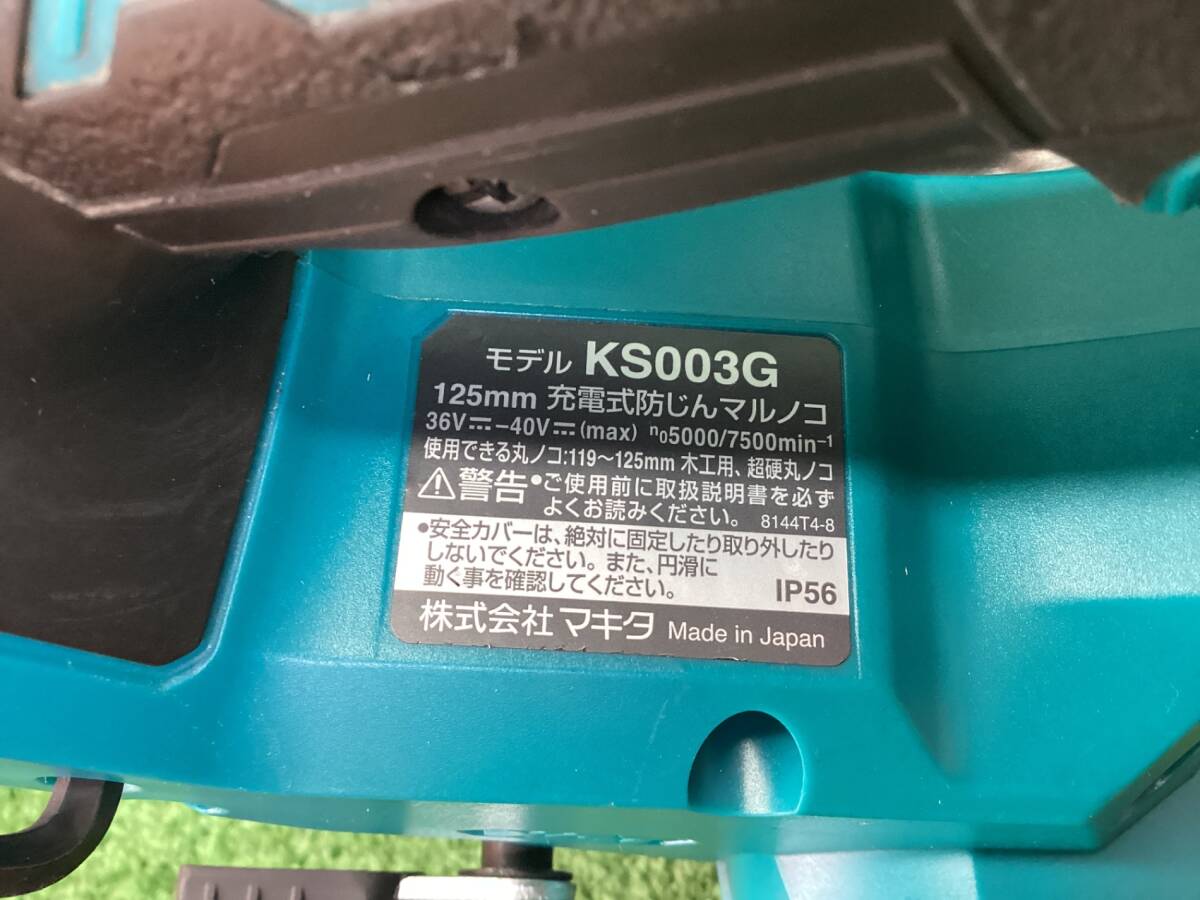 モデル KS003G
125mm 充電式防じんマルノコ
36V⎓-40V⎓(max) n₀5000/7500min⁻¹
使用できる丸ノコ:119～125mm 木工用、超硬丸ノコ
⚠警告 •ご使用前に取扱説明書を必ず
よくお読みください。 8144T4-8
•安全カバーは、絶対に固定したり取り外したり
しないでください。また、円滑に
動く事を確認してください。 IP56
株式会社マキタ Made in Japan